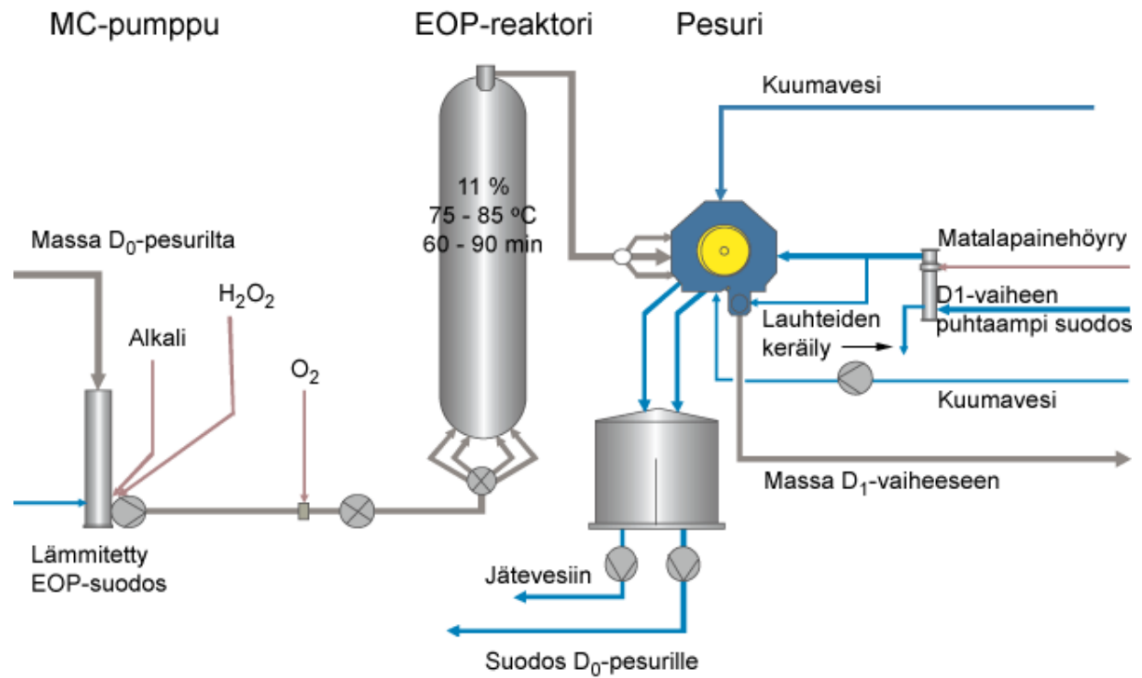 MC-pumppu
EOP-reaktori
Pesuri
Kuumavesi
11 %
75 - 85 ºC
60 - 90 min
Massa D0-pesurilta
H2O2
Alkali
O2
Matalapainehöyry
D1-vaiheen
puhtaampi suodos
Lauhteiden
keräily
Kuumavesi
Massa D1-vaiheeseen
Lämmitetty
EOP-suodos
Jätevesiin
Suodos D0-pesurille